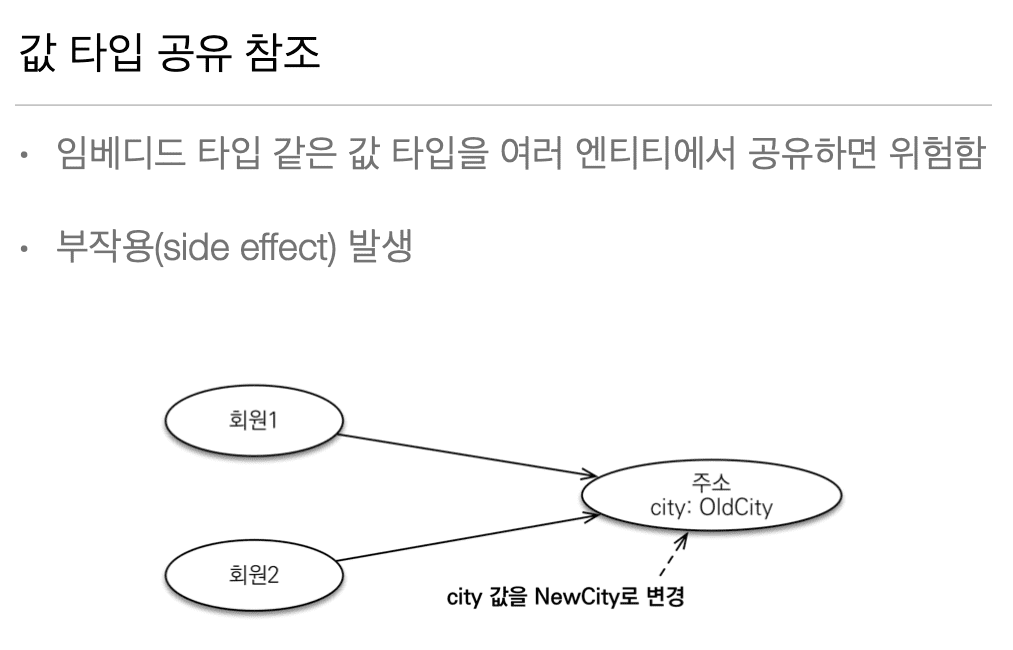 값 타입 공유 참조
• 임베디드 타입 같은 값 타입을 여러 엔티티에서 공유하면 위험함
• 부작용(side effect) 발생
회원1
주소
city: OldCity
회원2
city 값을 NewCity로 변경